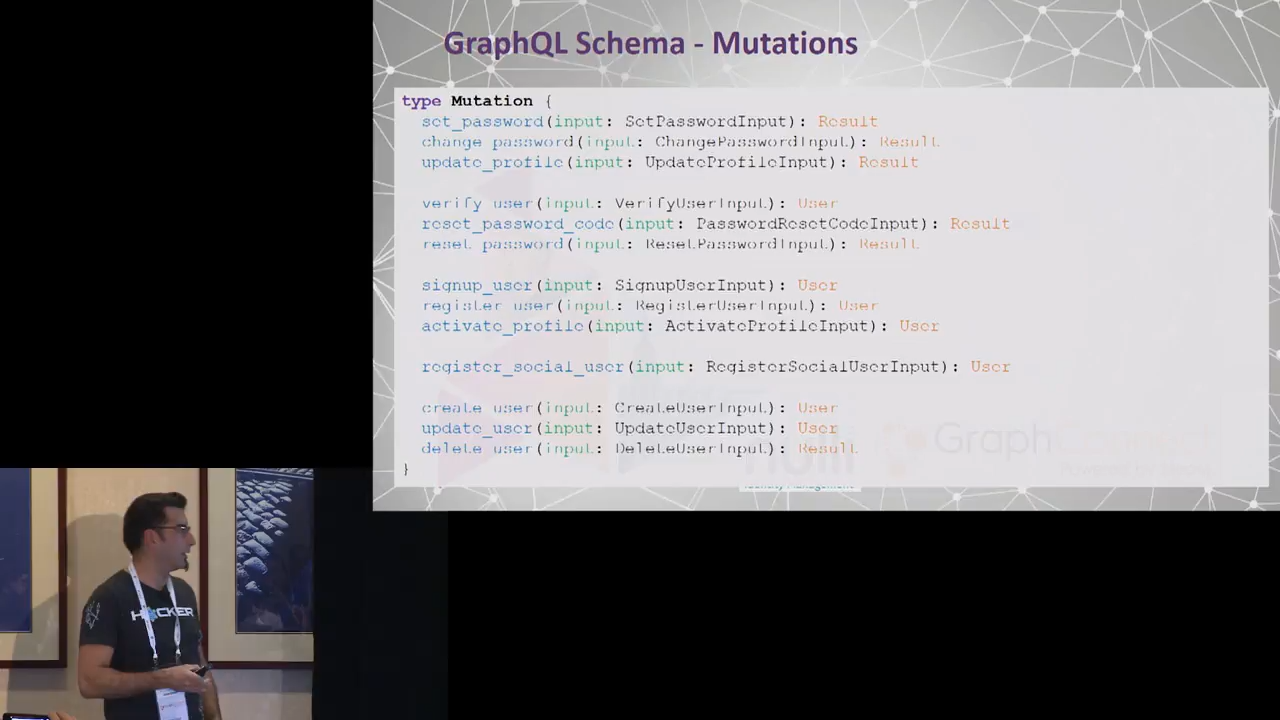 GraphQL Schema - Mutations
type Mutation {
set_password(input: SetPasswordInput): Result
change_password(input: ChangePasswordInput): Result
update_profile(input: UpdateProfileInput): Result
verify_user(input: VerifyUserInput): User
reset_password_code(input: PasswordResetCodeInput): Result
reset_password(input: ResetPasswordInput): Result
signup_user(input: SignupUserInput): User
register_user(input: RegisterUserInput): User
activate_profile(input: ActivateProfileInput): User
register_social_user(input: RegisterSocialUserInput): User
create_user(input: CreateUserInput): User
update_user(input: UpdateUserInput): User
delete_user(input: DeleteUserInput): Result
}
Identity Management
HACKER